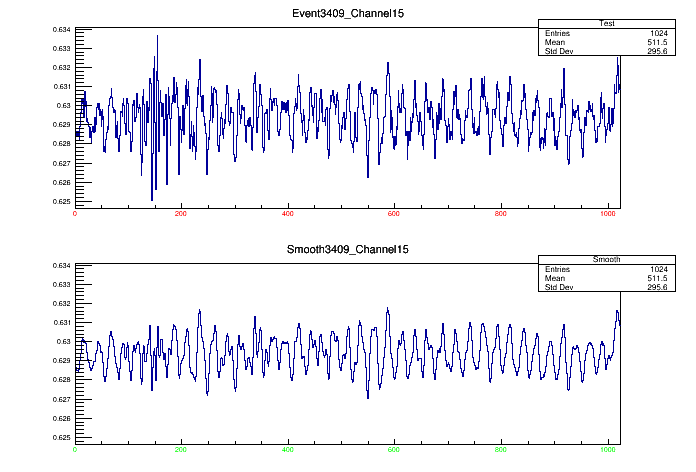 Event3409_Channel15
Test
Entries 1024
Mean 511.5
Std Dev 295.6
0.634
0.633
0.632
0.631
0.63
0.629
0.628
0.627
0.626
0.625
0 200 400 600 800 1000
Smooth3409_Channel15
Smooth
Entries 1024
Mean 511.5
Std Dev 295.6
0.634
0.633
0.632
0.631
0.63
0.629
0.628
0.627
0.626
0.625
0 200 400 600 800 1000